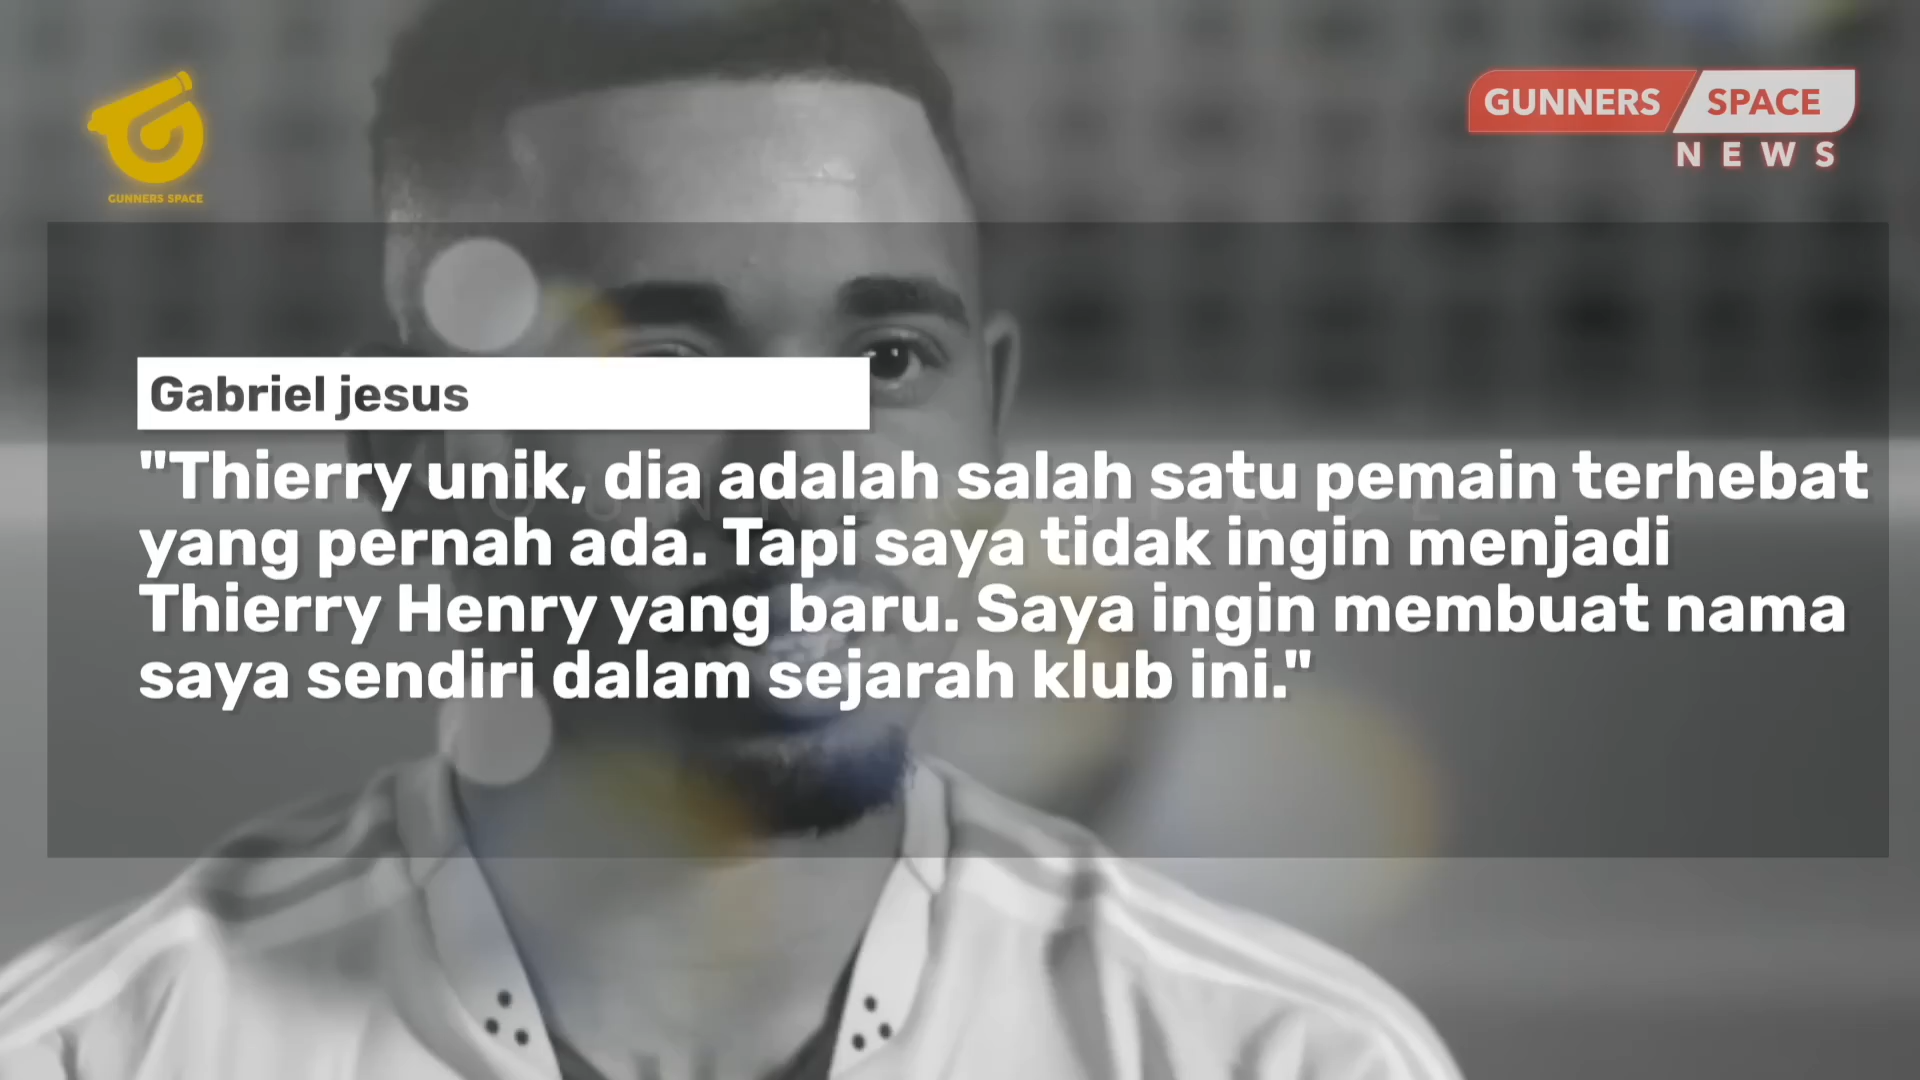 GUNNERS SPACE
GUNNERS SPACE
NEWS
Gabriel jesus
"Thierry unik, dia adalah salah satu pemain terhebat
yang pernah ada. Tapi saya tidak ingin menjadi
Thierry Henry yang baru. Saya ingin membuat nama
saya sendiri dalam sejarah klub ini."